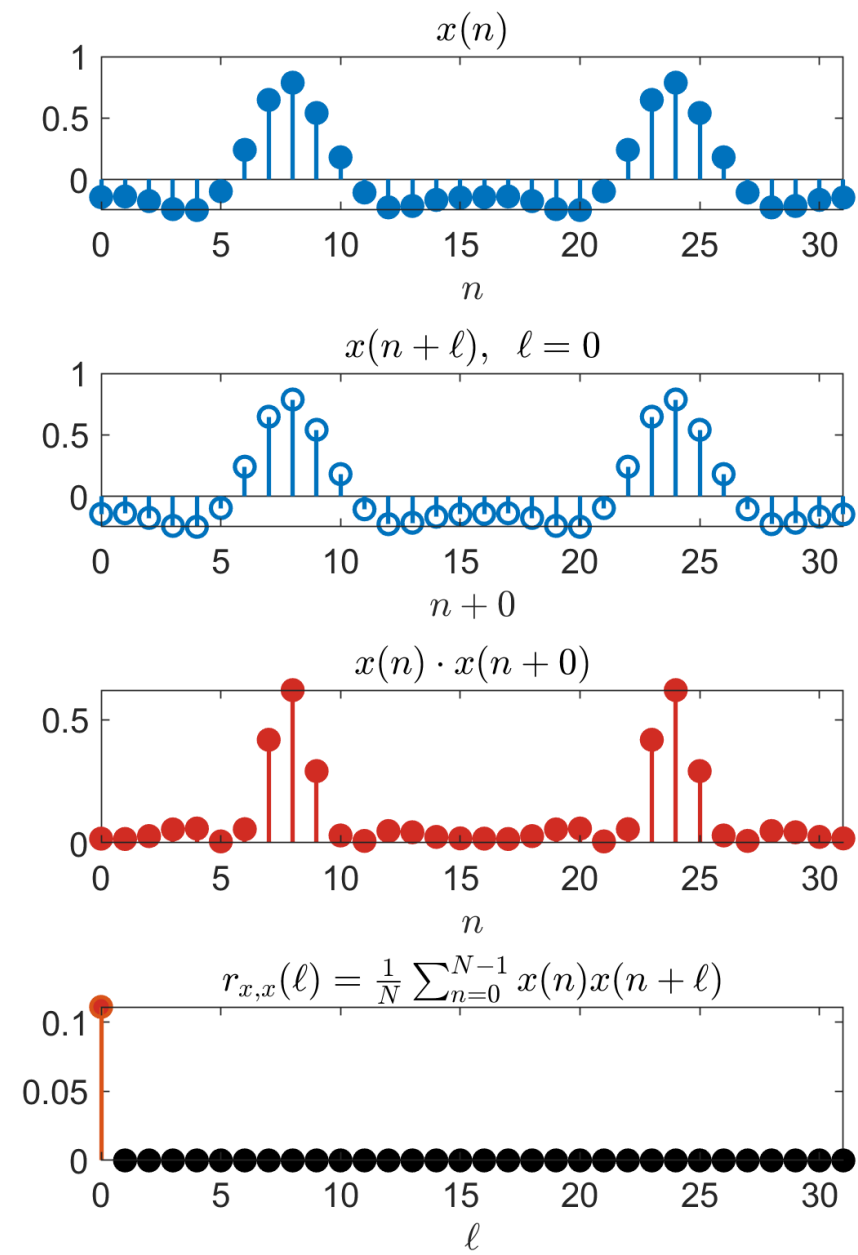 x(n)
1
0.5
0
0 5 10 15 20 25 30
n
x(n + ℓ), ℓ = 0
1
0.5
0
0 5 10 15 20 25 30
n + 0
x(n) · x(n + 0)
0.5
0
0 5 10 15 20 25 30
n
r_{x,x}(ℓ) = \frac{1}{N} \sum_{n=0}^{N-1} x(n)x(n + ℓ)
0.1
0.05
0
0 5 10 15 20 25 30
ℓ